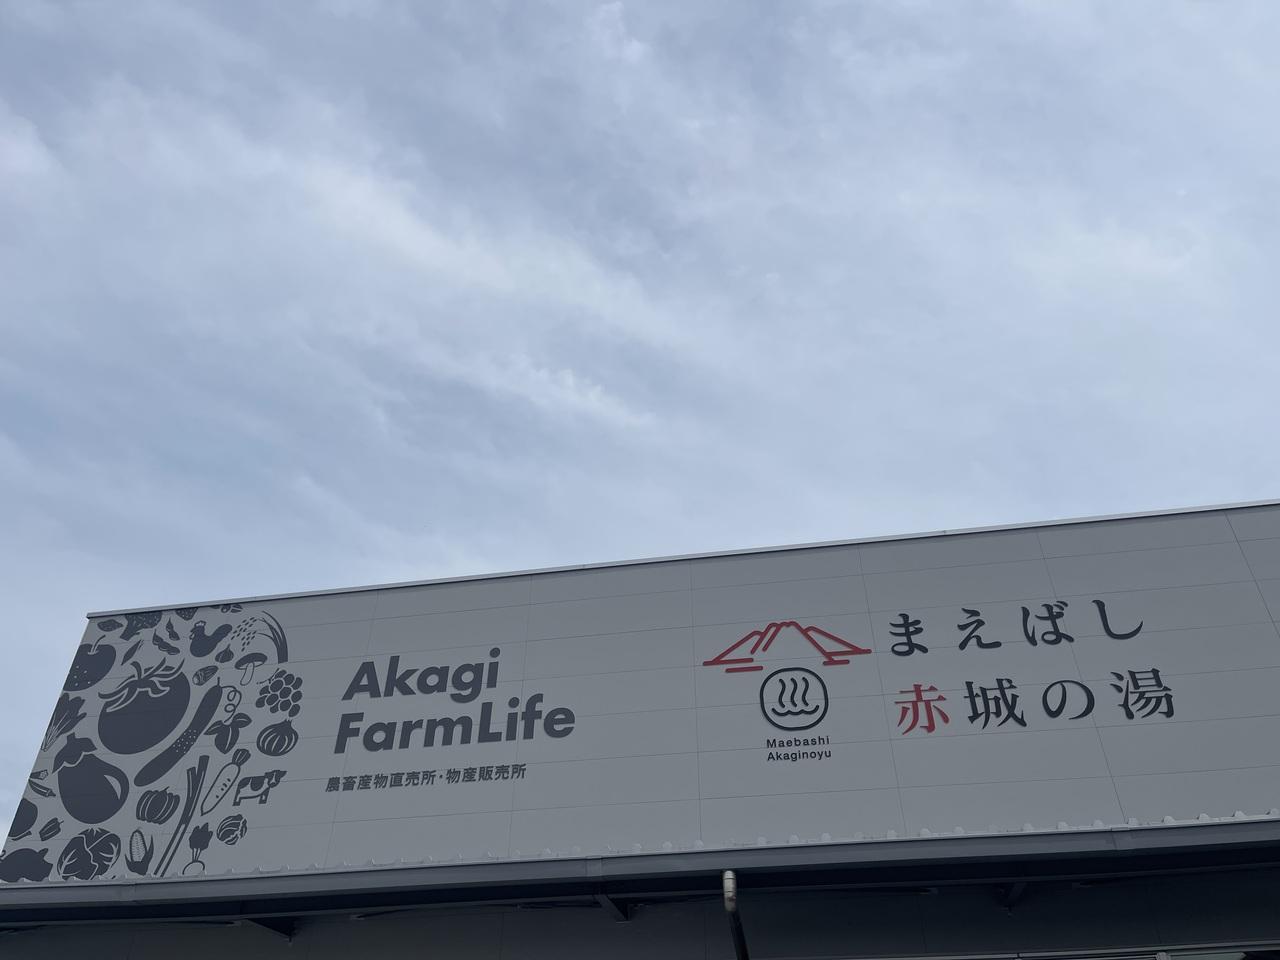 Akagi
FarmLife
農畜産物直売所・物産販売所
Maebashi
Akaginoyu
まえばし
赤城の湯